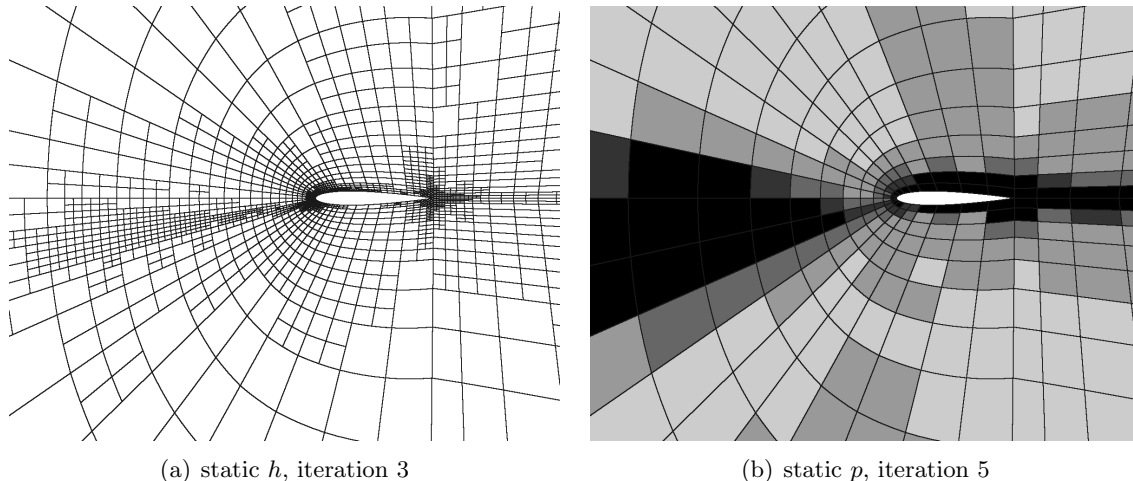 (a) static h, iteration 3
(b) static p, iteration 5